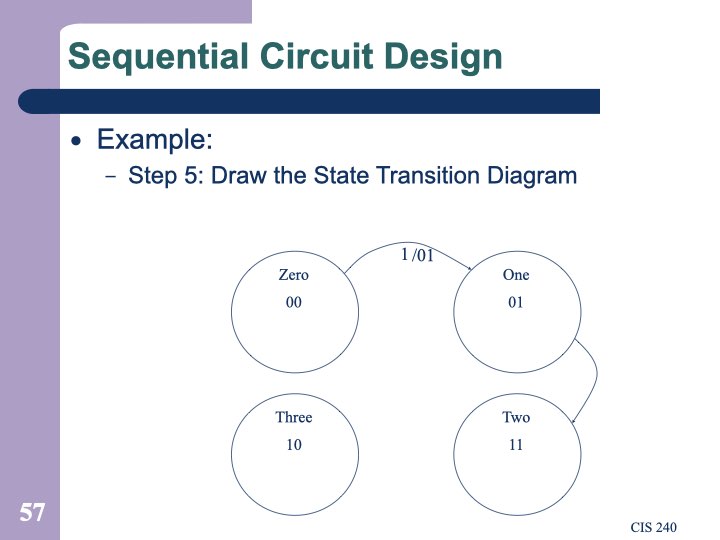 Sequential Circuit Design
• Example:
– Step 5: Draw the State Transition Diagram
1 /01
Zero
00
One
01
Three
10
Two
11
57
CIS 240